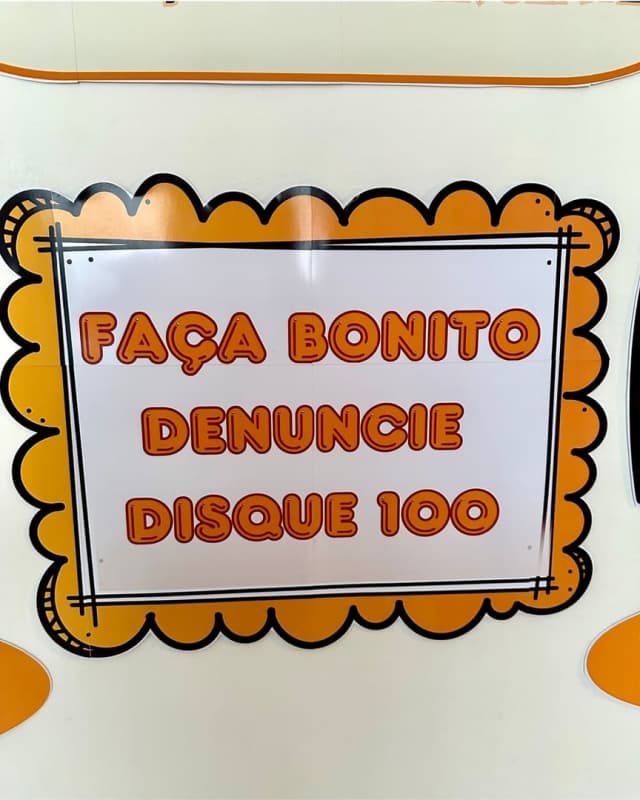 FAÇA BONITO
DENUNCIE
DISQUE 100